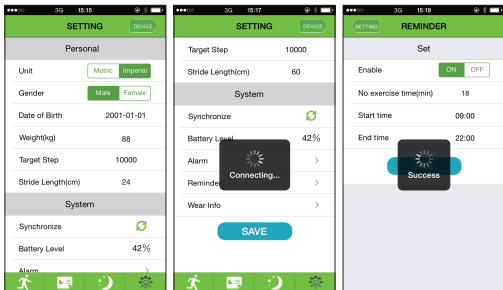 3G 15:15
SETTING DEVICE
Personal
Unit Metric Imperial
Gender Male Female
Date of Birth 2001-01-01
Weight(kg) 88
Target Step 10000
Stride Length(cm) 24
System
Synchronize
Battery Level 42%
Alarm
3G 15:17
SETTING DEVICE
Target Step 10000
Stride Length(cm) 60
System
Synchronize
Battery Level 42%
Alarm
Connecting...
Reminder
Wear Info
SAVE
3G 15:19
SETTING REMINDER
Set
Enable ON OFF
No exercise time(min) 18
Start time 09:00
End time 22:00
Success